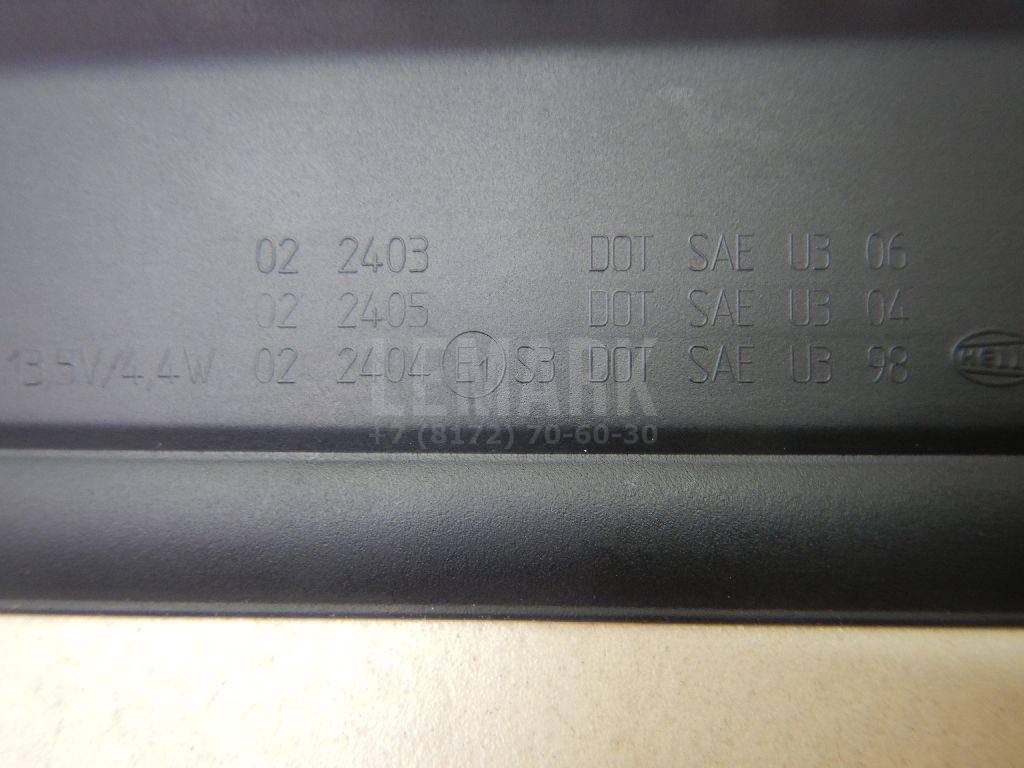 02 2403 DOT SAE U3 06
02 2405 DOT SAE U3 04
13,5V/4,4W 02 2404 E1 S3 DOT SAE U3 98
LEMARK
+7 (8172) 70-60-30